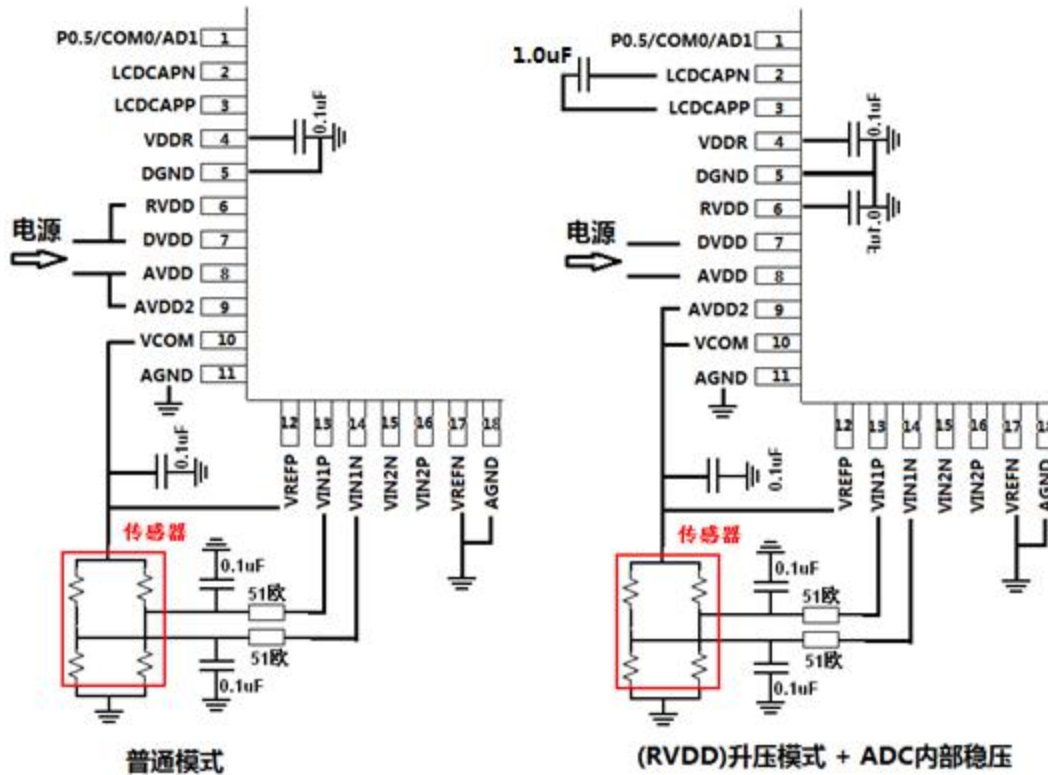 P0.5/COM0/AD1 1
LCDCAPN 2
LCDCAPP 3
VDDR 4
0.1uF
DGND 5
RVDD 6
电源
DVDD 7
AVDD 8
AVDD2 9
VCOM 10
AGND 11
12 13 14 15 16 17 18
VREFP VIN1P VIN1N VIN2N VIN2P VREFN AGND
0.1uF
传感器
0.1uF
51欧
51欧
0.1uF
普通模式
P0.5/COM0/AD1 1
1.0uF
LCDCAPN 2
LCDCAPP 3
VDDR 4
0.1uF
DGND 5
RVDD 6
0.1uF
电源
DVDD 7
AVDD 8
AVDD2 9
VCOM 10
AGND 11
12 13 14 15 16 17 18
VREFP VIN1P VIN1N VIN2N VIN2P VREFN AGND
0.1uF
传感器
0.1uF
51欧
51欧
0.1uF
(RVDD)升压模式 + ADC内部稳压